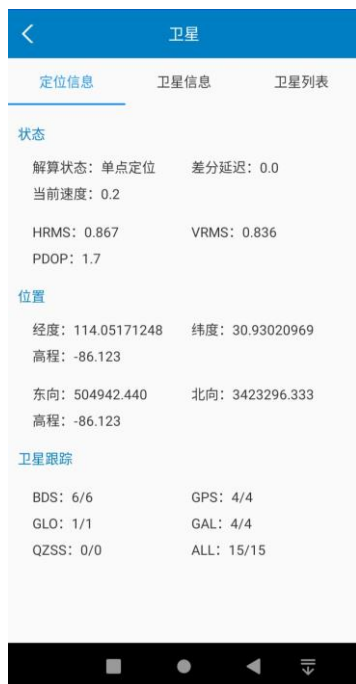 卫星
定位信息 卫星信息 卫星列表
状态
解算状态：单点定位 差分延迟：0.0
当前速度：0.2
HRMS：0.867 VRMS：0.836
PDOP：1.7
位置
经度：114.05171248 纬度：30.93020969
高程：-86.123
东向：504942.440 北向：3423296.333
高程：-86.123
卫星跟踪
BDS：6/6 GPS：4/4
GLO：1/1 GAL：4/4
QZSS：0/0 ALL：15/15